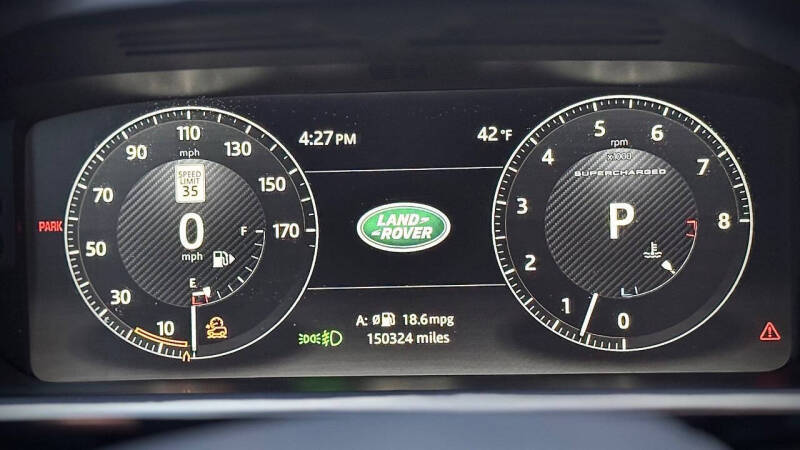 4:27 PM
42 °F
10
30
50
70
90
110
130
150
170
mph
SPEED
LIMIT
35
0
mph
F
E
PARK
LAND
ROVER
A: Ø 18.6mpg
150324 miles
0
1
2
3
4
5
6
7
8
rpm
x1000
SUPERCHARGED
P